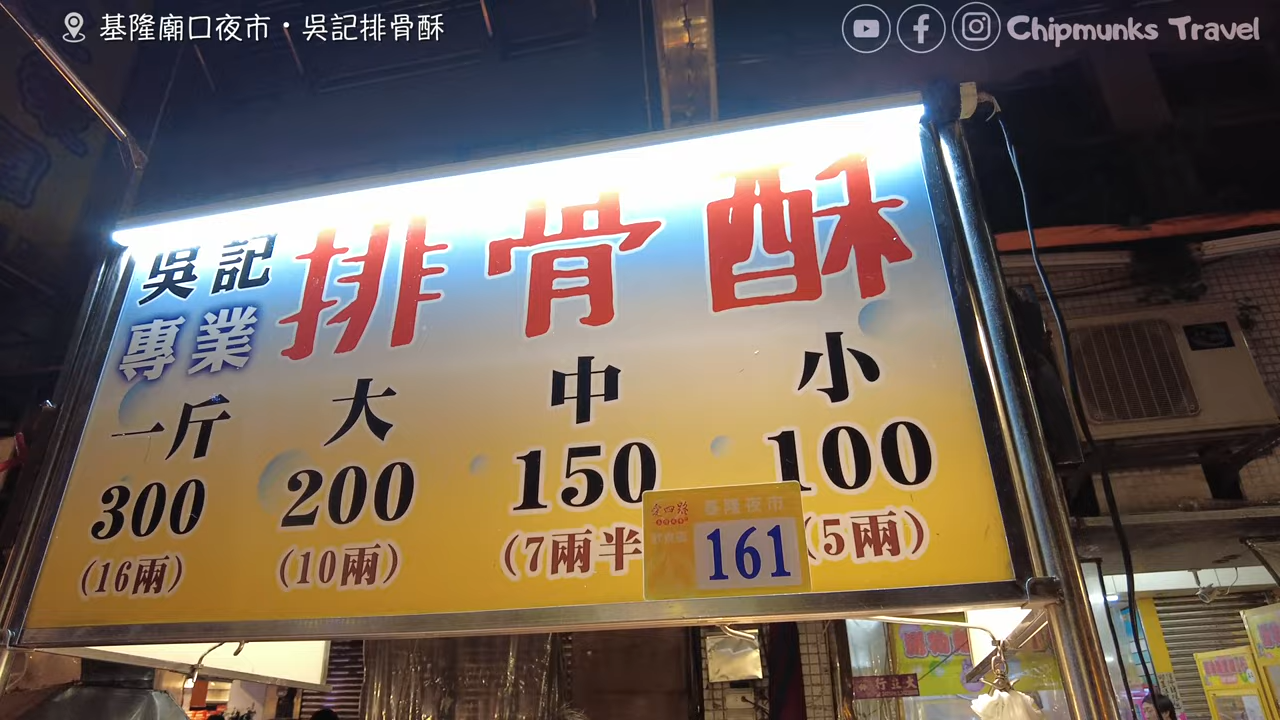 基隆廟口夜市・吳記排骨酥
Chipmunks Travel
吳記
專業
排骨酥
一斤 大 中 小
300 200 150 100
(16兩) (10兩) (7兩半 (5兩)
基隆夜市
161